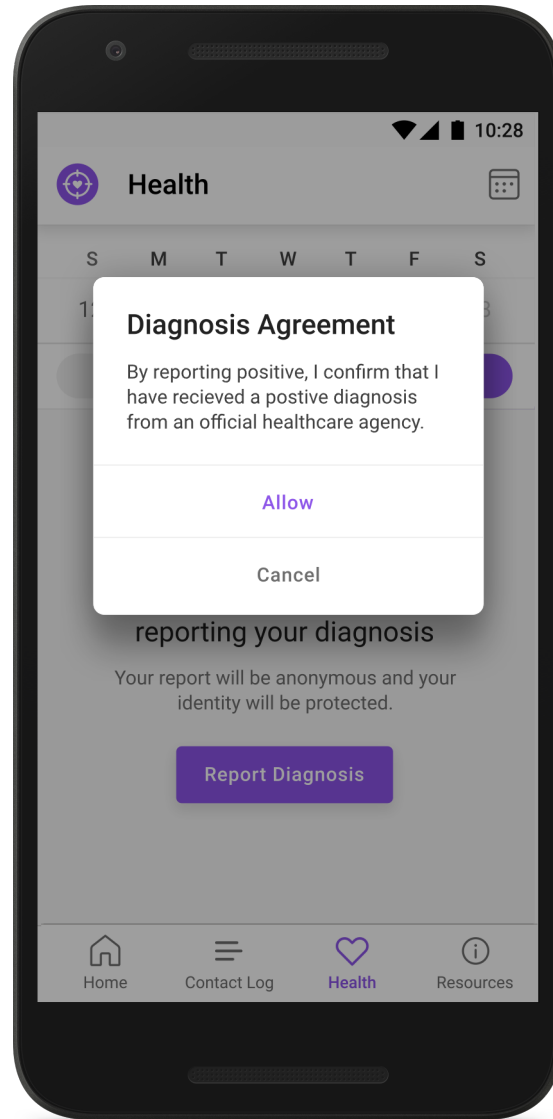 10:28
Health
S M T W T F S
Diagnosis Agreement
By reporting positive, I confirm that I
have recieved a postive diagnosis
from an official healthcare agency.
Allow
Cancel
reporting your diagnosis
Your report will be anonymous and your
identity will be protected.
Report Diagnosis
Home Contact Log Health Resources